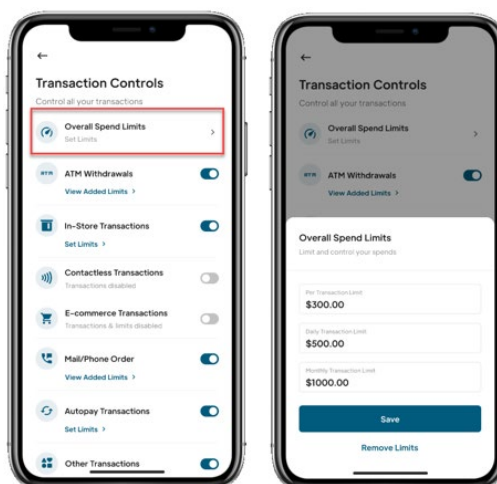 Transaction Controls
Control all your transactions
Overall Spend Limits
Set Limits
ATM
ATM Withdrawals
View Added Limits >
In-Store Transactions
Set Limits >
Contactless Transactions
Transactions disabled
E-commerce Transactions
Transactions & limits disabled
Mail/Phone Order
View Added Limits >
Autopay Transactions
Set Limits >
Other Transactions
Transaction Controls
Control all your transactions
Overall Spend Limits
Set Limits
ATM
ATM Withdrawals
View Added Limits >
Overall Spend Limits
Limit and control your spends
Per Transaction Limit
$300.00
Daily Transaction Limit
$500.00
Monthly Transaction Limit
$1000.00
Save
Remove Limits